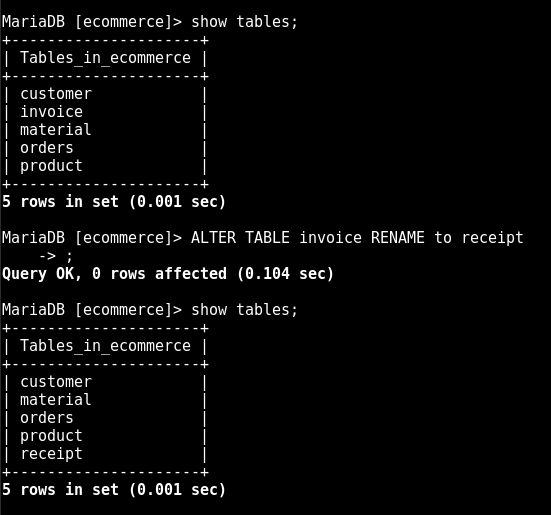 MariaDB [ecommerce]> show tables;
+---------------------+
| Tables_in_ecommerce |
+---------------------+
| customer            |
| invoice             |
| material            |
| orders              |
| product             |
+---------------------+
5 rows in set (0.001 sec)
MariaDB [ecommerce]> ALTER TABLE invoice RENAME to receipt
    -> ;
Query OK, 0 rows affected (0.104 sec)
MariaDB [ecommerce]> show tables;
+---------------------+
| Tables_in_ecommerce |
+---------------------+
| customer            |
| material            |
| orders              |
| product             |
| receipt             |
+---------------------+
5 rows in set (0.001 sec)